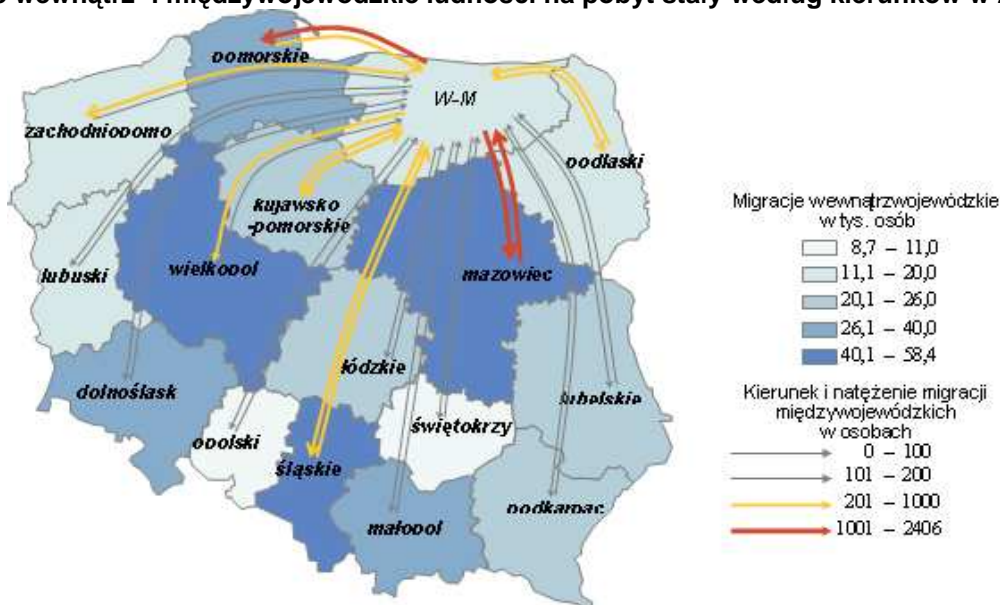 wewnątrz- i międzywojewódzkie ludności na pobyt stały według kierunków w
pomorskie
W-M
zachodniopomo
podlaski
kujawsko
-pomorskie
lubuski
wielkopol
mazowiec
łódzkie
dolnośląsk
lubelskie
opolski
świętokrzy
śląskie
podkarpac
małopol
Migracje wewnątrzwojewódzkie
w tys. osób
8,7 – 11,0
11,1 – 20,0
20,1 – 26,0
26,1 – 40,0
40,1 – 58,4
Kierunek i natężenie migracji
międzywojewódzkich
w osobach
0 – 100
101 – 200
201 – 1000
1001 – 2406